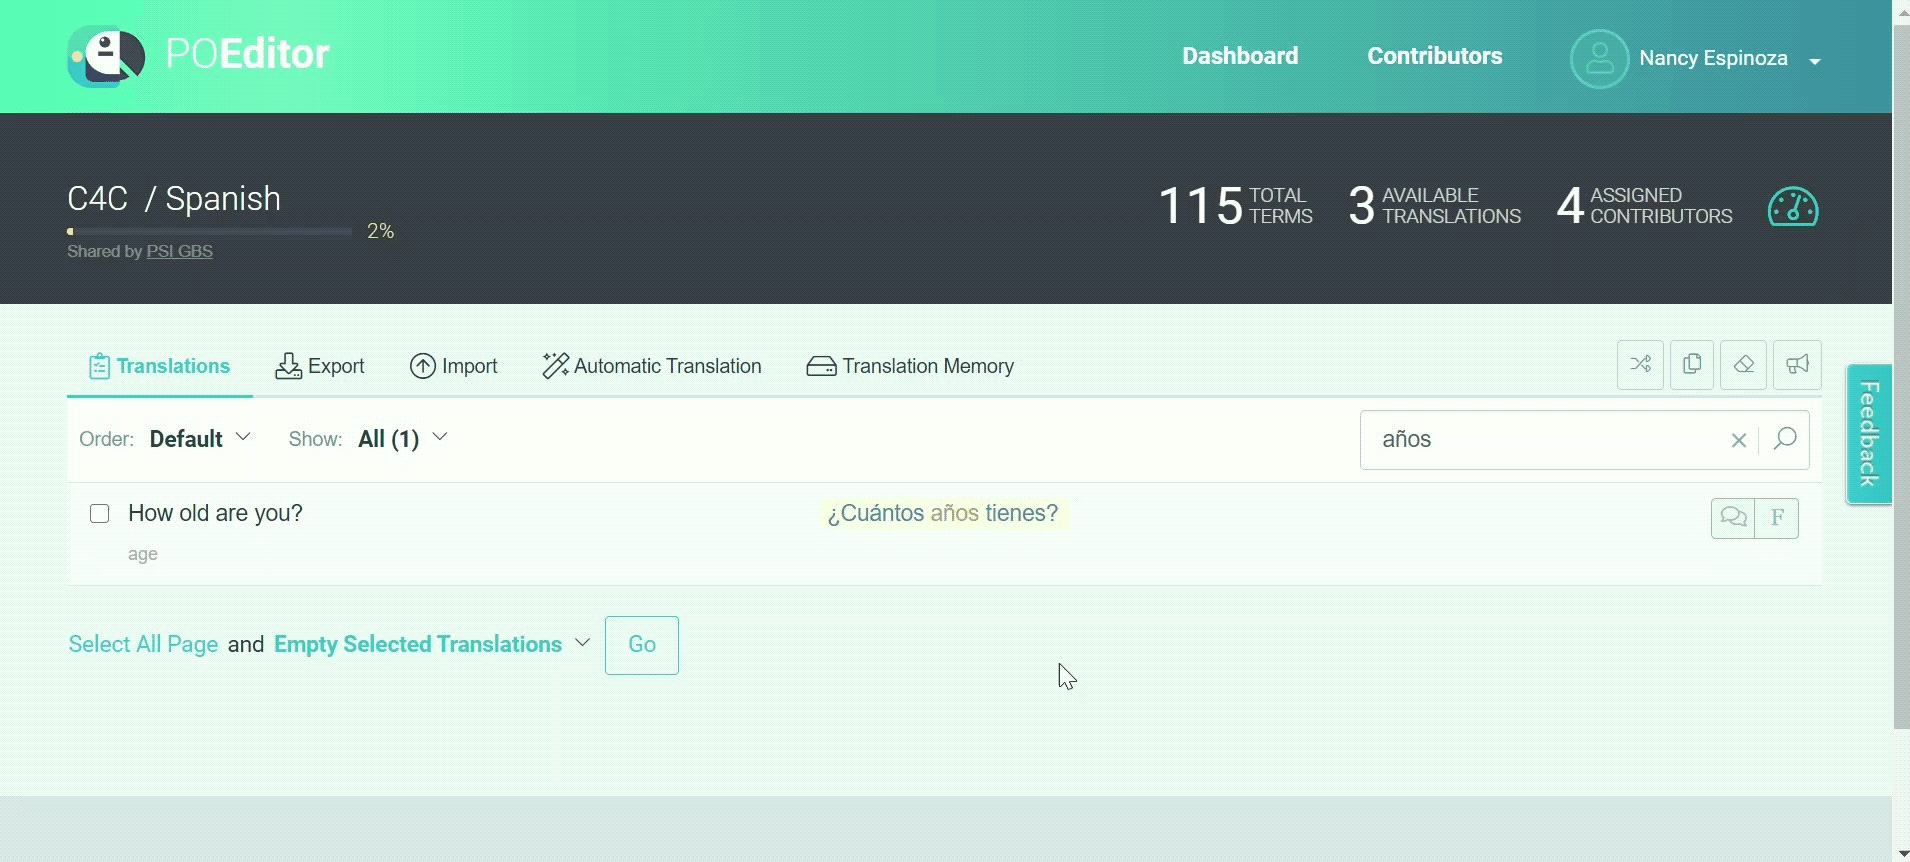 POEditor
Dashboard
Contributors
Nancy Espinoza
C4C / Spanish
2%
Shared by PSI GBS
115 TOTAL TERMS
3 AVAILABLE TRANSLATIONS
4 ASSIGNED CONTRIBUTORS
Translations
Export
Import
Automatic Translation
Translation Memory
Feedback
Order: Default
Show: All (1)
años
How old are you?
¿Cuántos años tienes?
F
age
Select All Page and Empty Selected Translations
Go